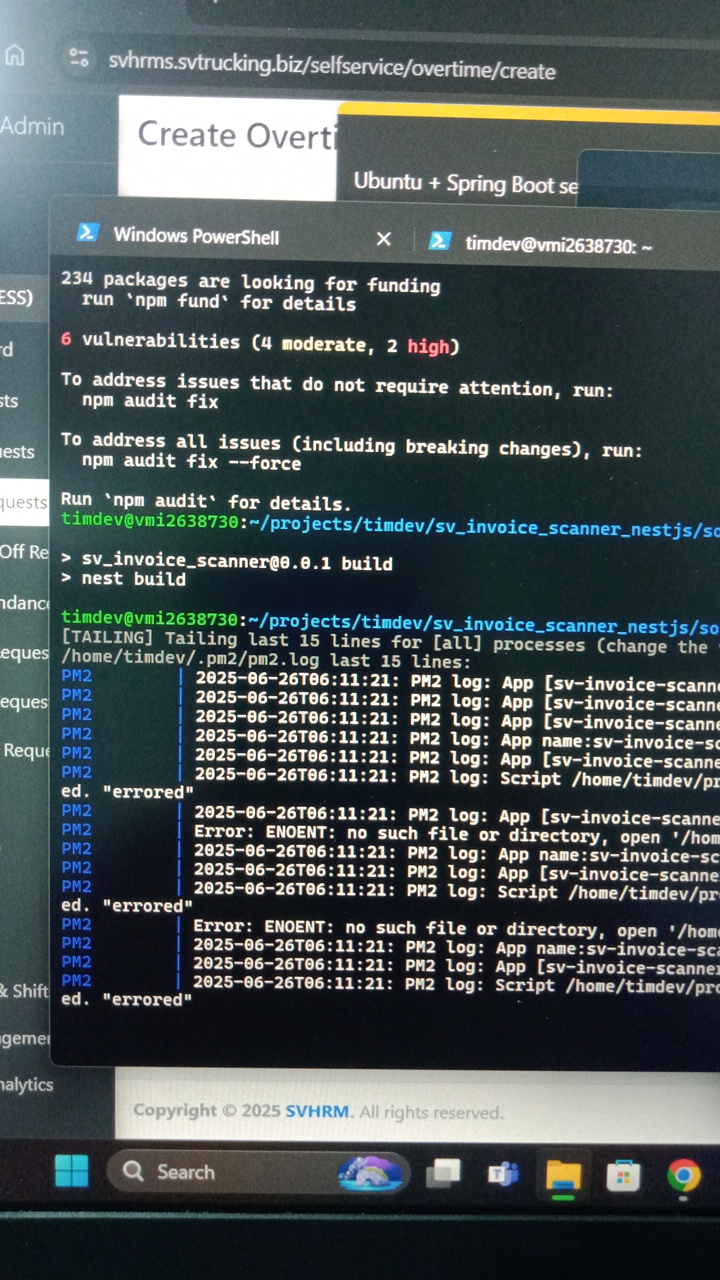 svhrms.svtrucking.biz/selfservice/overtime/create
Admin
Create Overti
Ubuntu + Spring Boot se
Windows PowerShell
timdev@vmi2638730: ~
ESS)
rd
sts
uests
quests
Off Re
ndance
eques
eques
Reque
& Shift
gemen
nalytics
234 packages are looking for funding
run `npm fund` for details
6 vulnerabilities (4 moderate, 2 high)
To address issues that do not require attention, run:
npm audit fix
To address all issues (including breaking changes), run:
npm audit fix --force
Run `npm audit` for details.
timdev@vmi2638730:~/projects/timdev/sv_invoice_scanner_nestjs/so
> sv_invoice_scanner@0.0.1 build
> nest build
timdev@vmi2638730:~/projects/timdev/sv_invoice_scanner_nestjs/so
[TAILING] Tailing last 15 lines for [all] processes (change the
/home/timdev/.pm2/pm2.log last 15 lines:
PM2 | 2025-06-26T06:11:21: PM2 log: App [sv-invoice-scanne
PM2 | 2025-06-26T06:11:21: PM2 log: App [sv-invoice-scanne
PM2 | 2025-06-26T06:11:21: PM2 log: App [sv-invoice-scanne
PM2 | 2025-06-26T06:11:21: PM2 log: App name:sv-invoice-sc
PM2 | 2025-06-26T06:11:21: PM2 log: App [sv-invoice-scanne
PM2 | 2025-06-26T06:11:21: PM2 log: Script /home/timdev/pr
ed. "errored"
PM2 | 2025-06-26T06:11:21: PM2 log: App [sv-invoice-scanne
PM2 | Error: ENOENT: no such file or directory, open '/hom
PM2 | 2025-06-26T06:11:21: PM2 log: App name:sv-invoice-sc
PM2 | 2025-06-26T06:11:21: PM2 log: App [sv-invoice-scanne
PM2 | 2025-06-26T06:11:21: PM2 log: Script /home/timdev/pr
ed. "errored"
PM2 | Error: ENOENT: no such file or directory, open '/hom
PM2 | 2025-06-26T06:11:21: PM2 log: App name:sv-invoice-sca
PM2 | 2025-06-26T06:11:21: PM2 log: App [sv-invoice-scanner
PM2 | 2025-06-26T06:11:21: PM2 log: Script /home/timdev/pro
ed. "errored"
Copyright © 2025 SVHRM. All rights reserved.
Search